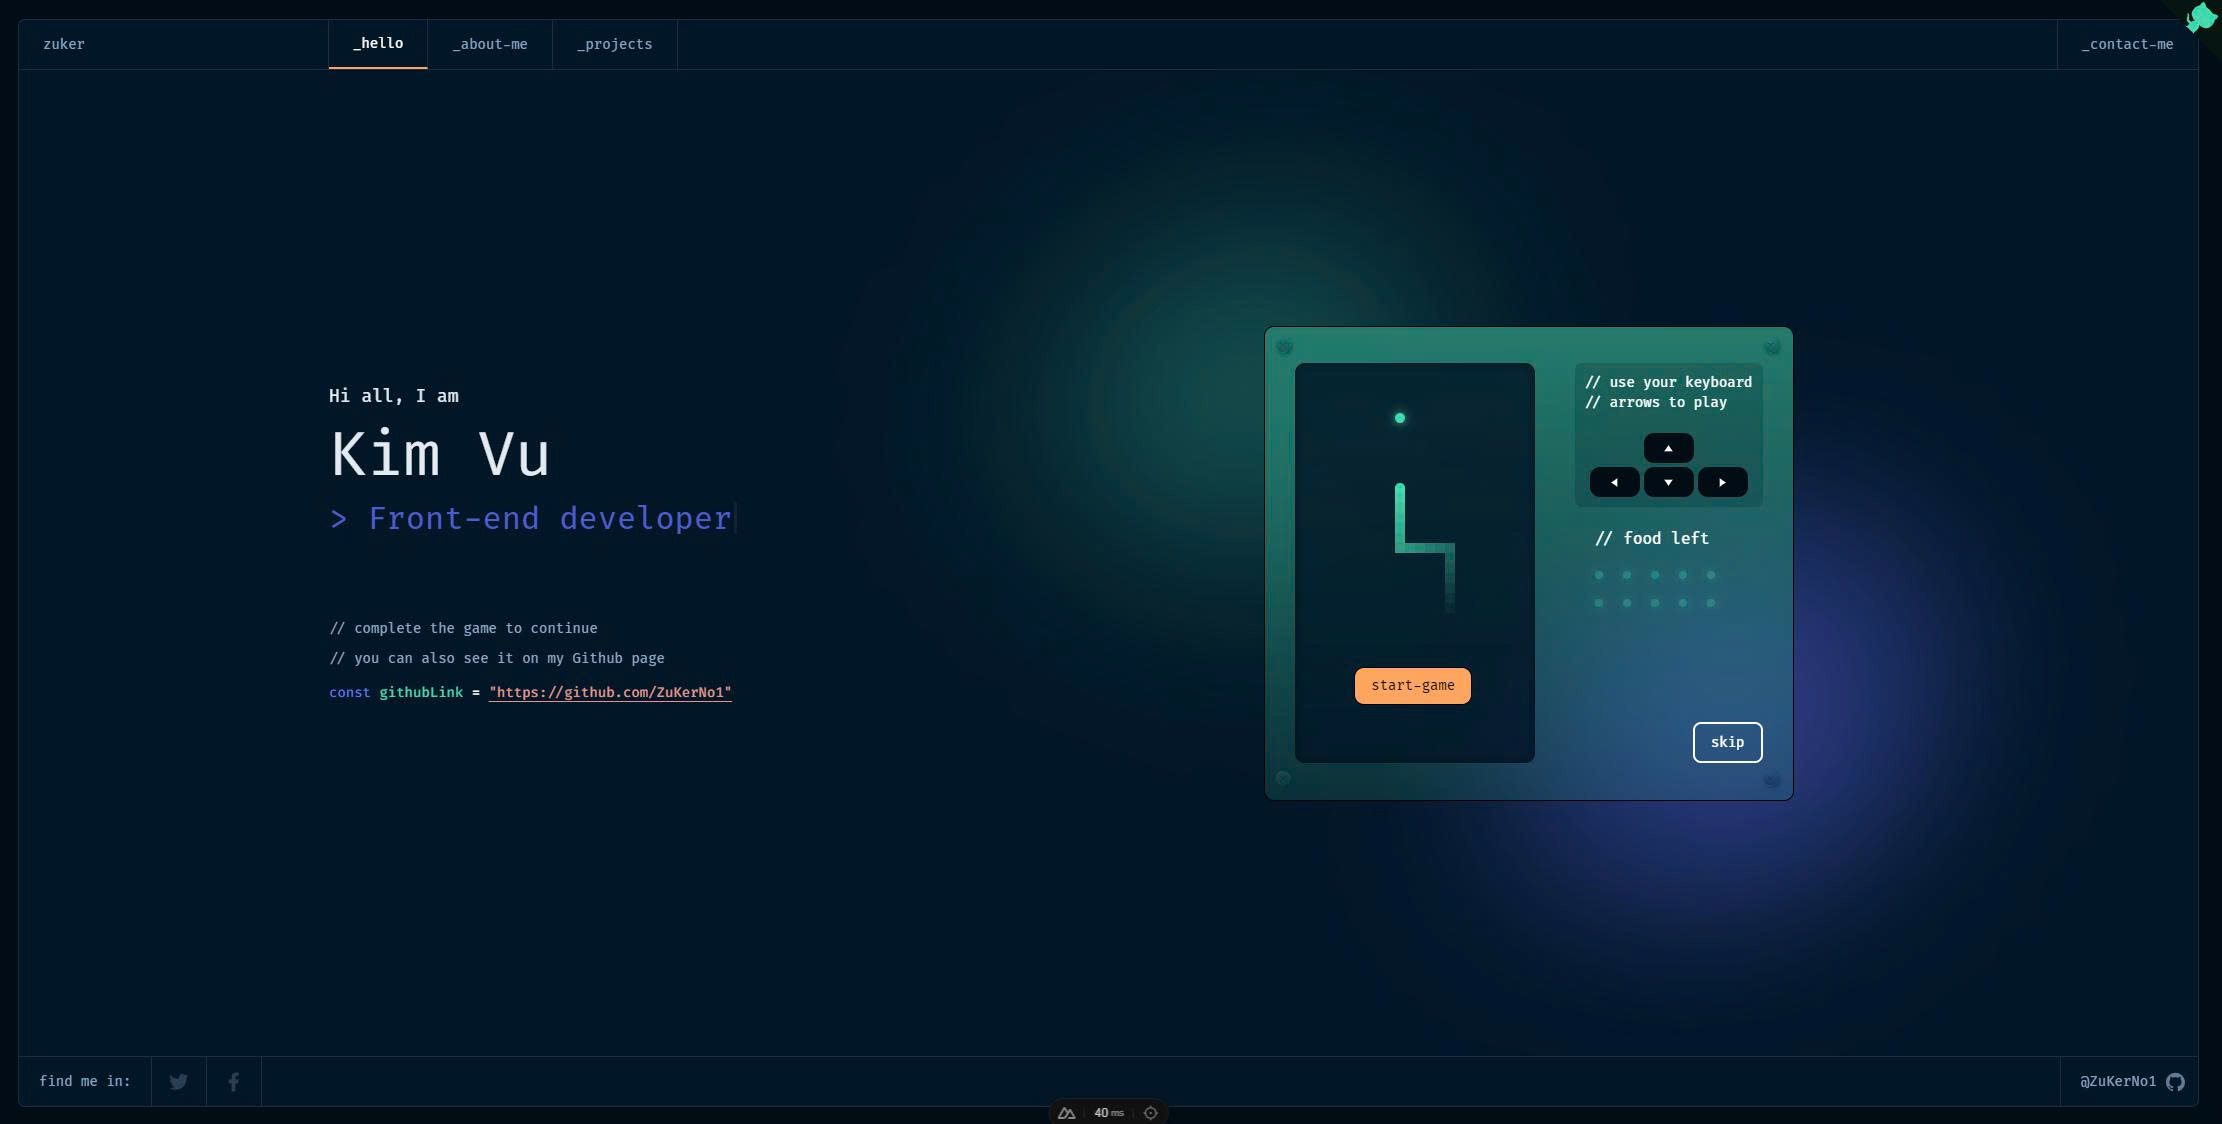 zuker
_hello
_about-me
_projects
_contact-me
Hi all, I am
Kim Vu
> Front-end developer
// complete the game to continue
// you can also see it on my Github page
const githubLink = "https://github.com/ZuKerNo1"
// use your keyboard
// arrows to play
// food left
start-game
skip
find me in:
@ZuKerNo1
40 ms